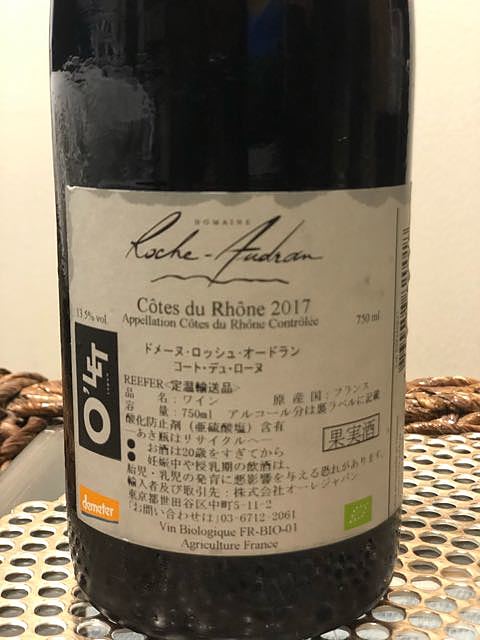 DOMAINE
Roche-Audran
Côtes du Rhône 2017
Appellation Côtes du Rhône Contrôlée
13.5% vol.
750 ml
ドメーヌ・ロッシュ・オードラン
コート・デュ・ローヌ
REEFER<定温輸送品>
品 名:ワイン 原産国:フランス
容 量:750ml アルコール分は裏ラベルに記載
酸化防止剤(亜硫酸塩)含有
―あき瓶はリサイクルへ―
● お酒は20歳をすぎてから
● 妊娠中や授乳期の飲酒は、
胎児・乳児の発育に悪影響を与える恐れがあります。
輸入者及び取引先:株式会社オーレジャパン
東京都世田谷区中町5-11-2
「お問い合わせは」03-6712-2061
果実酒
demeter
Vin Biologique FR-BIO-01
Agriculture France